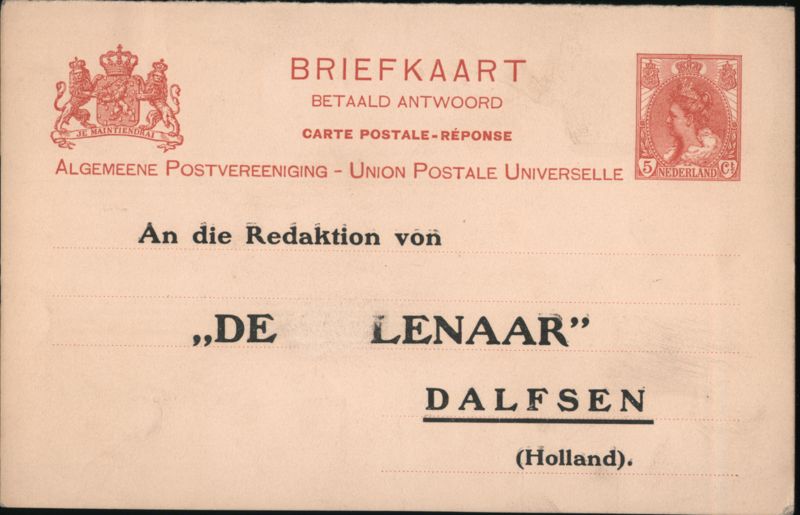 BRIEFKAART
BETAALD ANTWOORD
CARTE POSTALE-RÉPONSE
JE MAINTIENDRAI
ALGEMEENE POSTVEREENIGING - UNION POSTALE UNIVERSELLE
5 NEDERLAND Ct
An die Redaktion von
„DE LENAAR”
DALFSEN
(Holland).